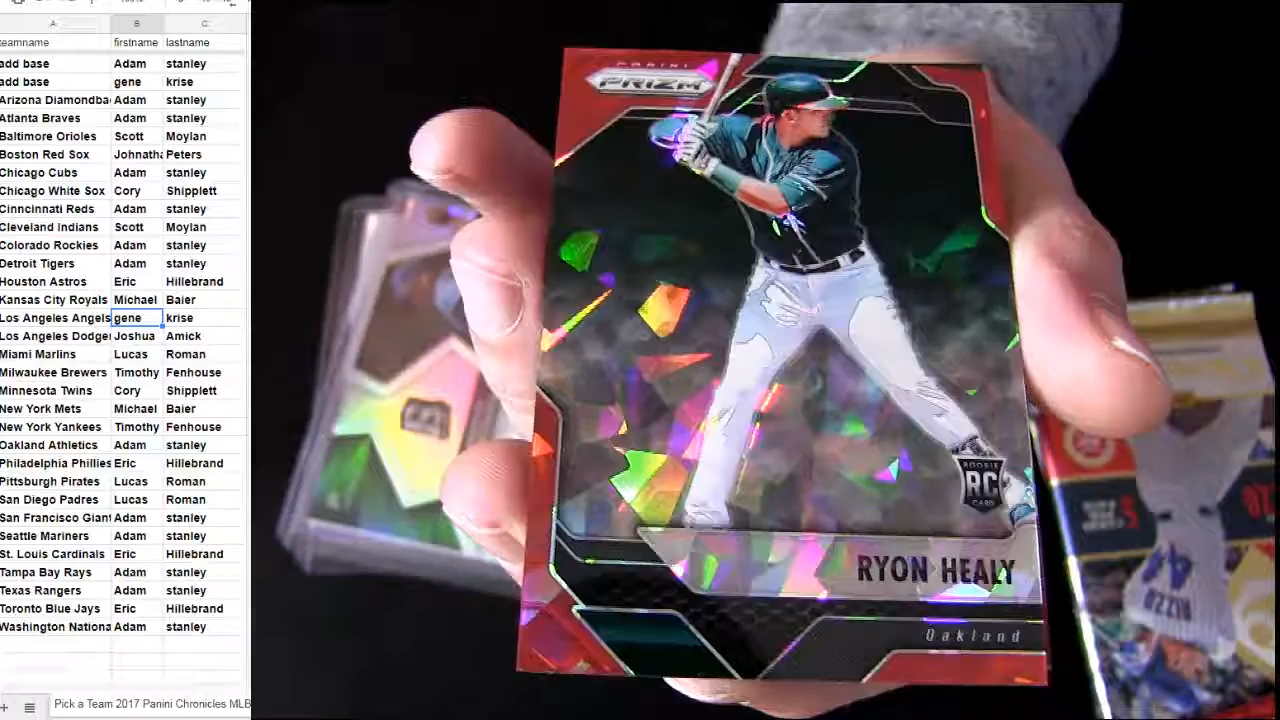 A B C
teamname firstname lastname
add base Adam stanley
add base gene krise
Arizona Diamondba Adam stanley
Atlanta Braves Adam stanley
Baltimore Orioles Scott Moylan
Boston Red Sox Johnatha Peters
Chicago Cubs Adam stanley
Chicago White Sox Cory Shipplett
Cinncinnati Reds Adam stanley
Cleveland Indians Scott Moylan
Colorado Rockies Adam stanley
Detroit Tigers Adam stanley
Houston Astros Eric Hillebrand
Kansas City Royals Michael Baier
Los Angeles Angels gene krise
Los Angeles Dodger Joshua Amick
Miami Marlins Lucas Roman
Milwaukee Brewers Timothy Fenhouse
Minnesota Twins Cory Shipplett
New York Mets Michael Baier
New York Yankees Timothy Fenhouse
Oakland Athletics Adam stanley
Philadelphia Phillies Eric Hillebrand
Pittsburgh Pirates Lucas Roman
San Diego Padres Lucas Roman
San Francisco Giant Adam stanley
Seattle Mariners Adam stanley
St. Louis Cardinals Eric Hillebrand
Tampa Bay Rays Adam stanley
Texas Rangers Adam stanley
Toronto Blue Jays Eric Hillebrand
Washington Nationa Adam stanley
Pick a Team 2017 Panini Chronicles MLB
PANINI
PRIZM
ROOKIE
RC
CARD
RYON HEALY
Oakland
RIZZO
44